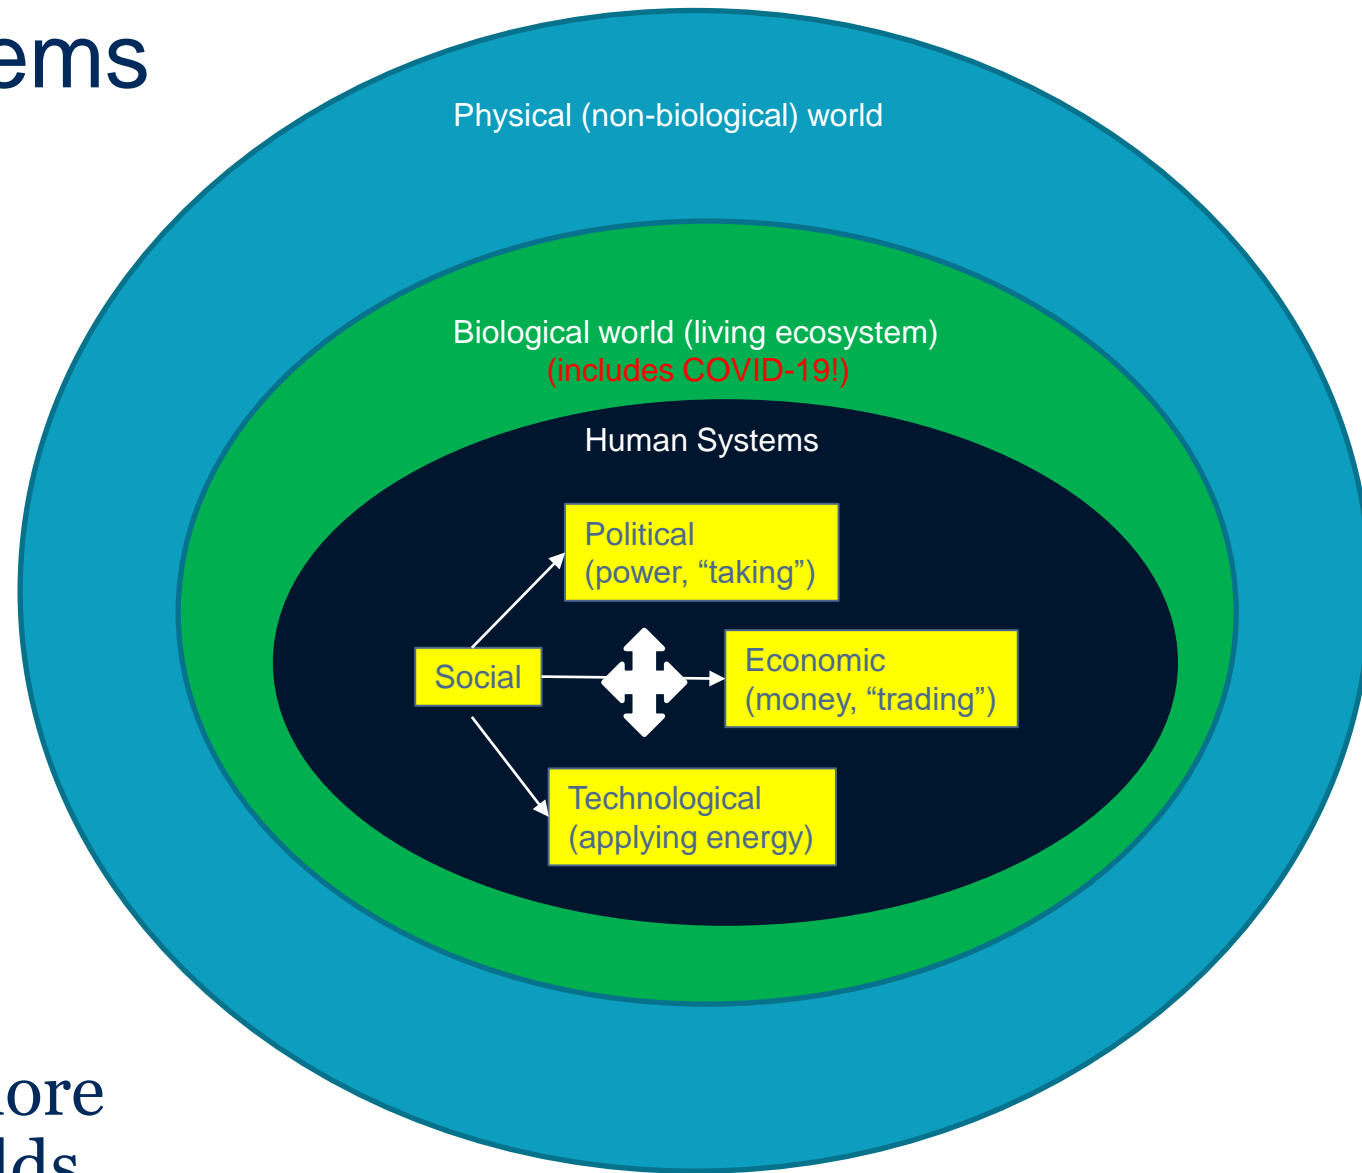 ems
Physical (non-biological) world
Biological world (living ecosystem)
(includes COVID-19!)
Human Systems
Political
(power, “taking”)
Social
Economic
(money, “trading”)
Technological
(applying energy)
ore
lds